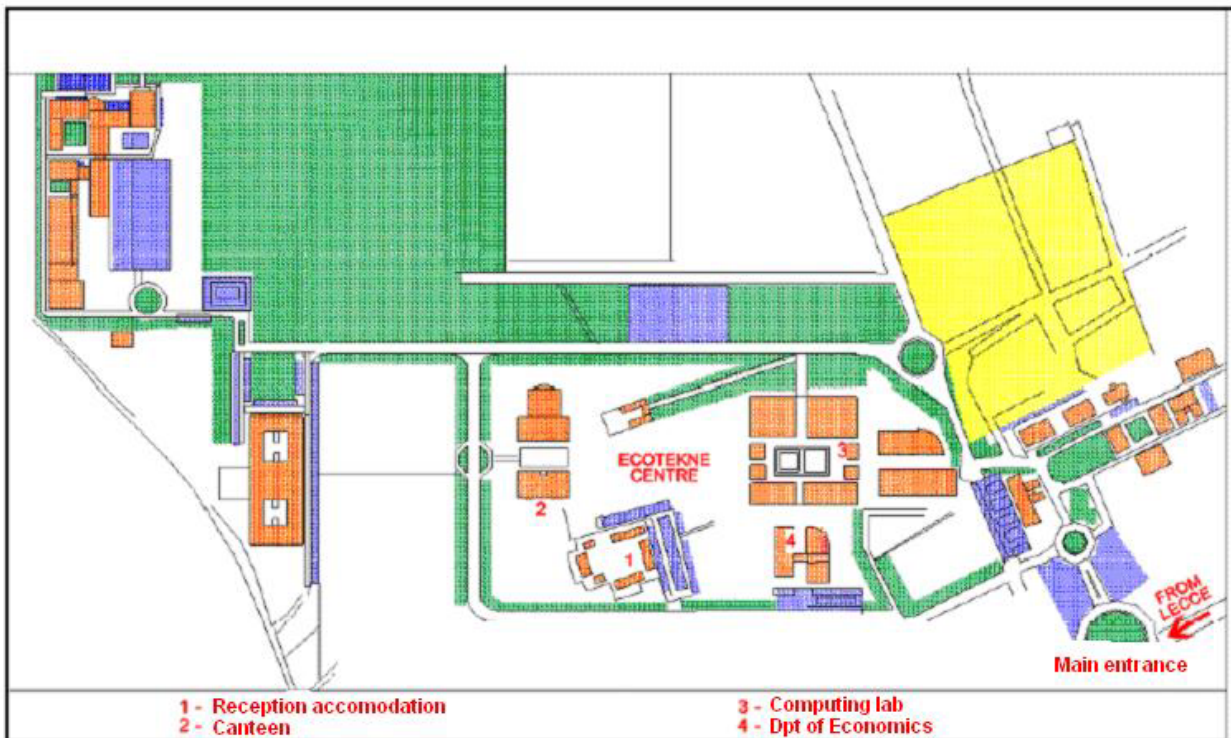 3
ECOTEKNE
CENTRE
2
4
1
FROM
LECCE
Main entrance
1 - Reception accomodation
2 - Canteen
3 - Computing lab
4 - Dpt of Economics